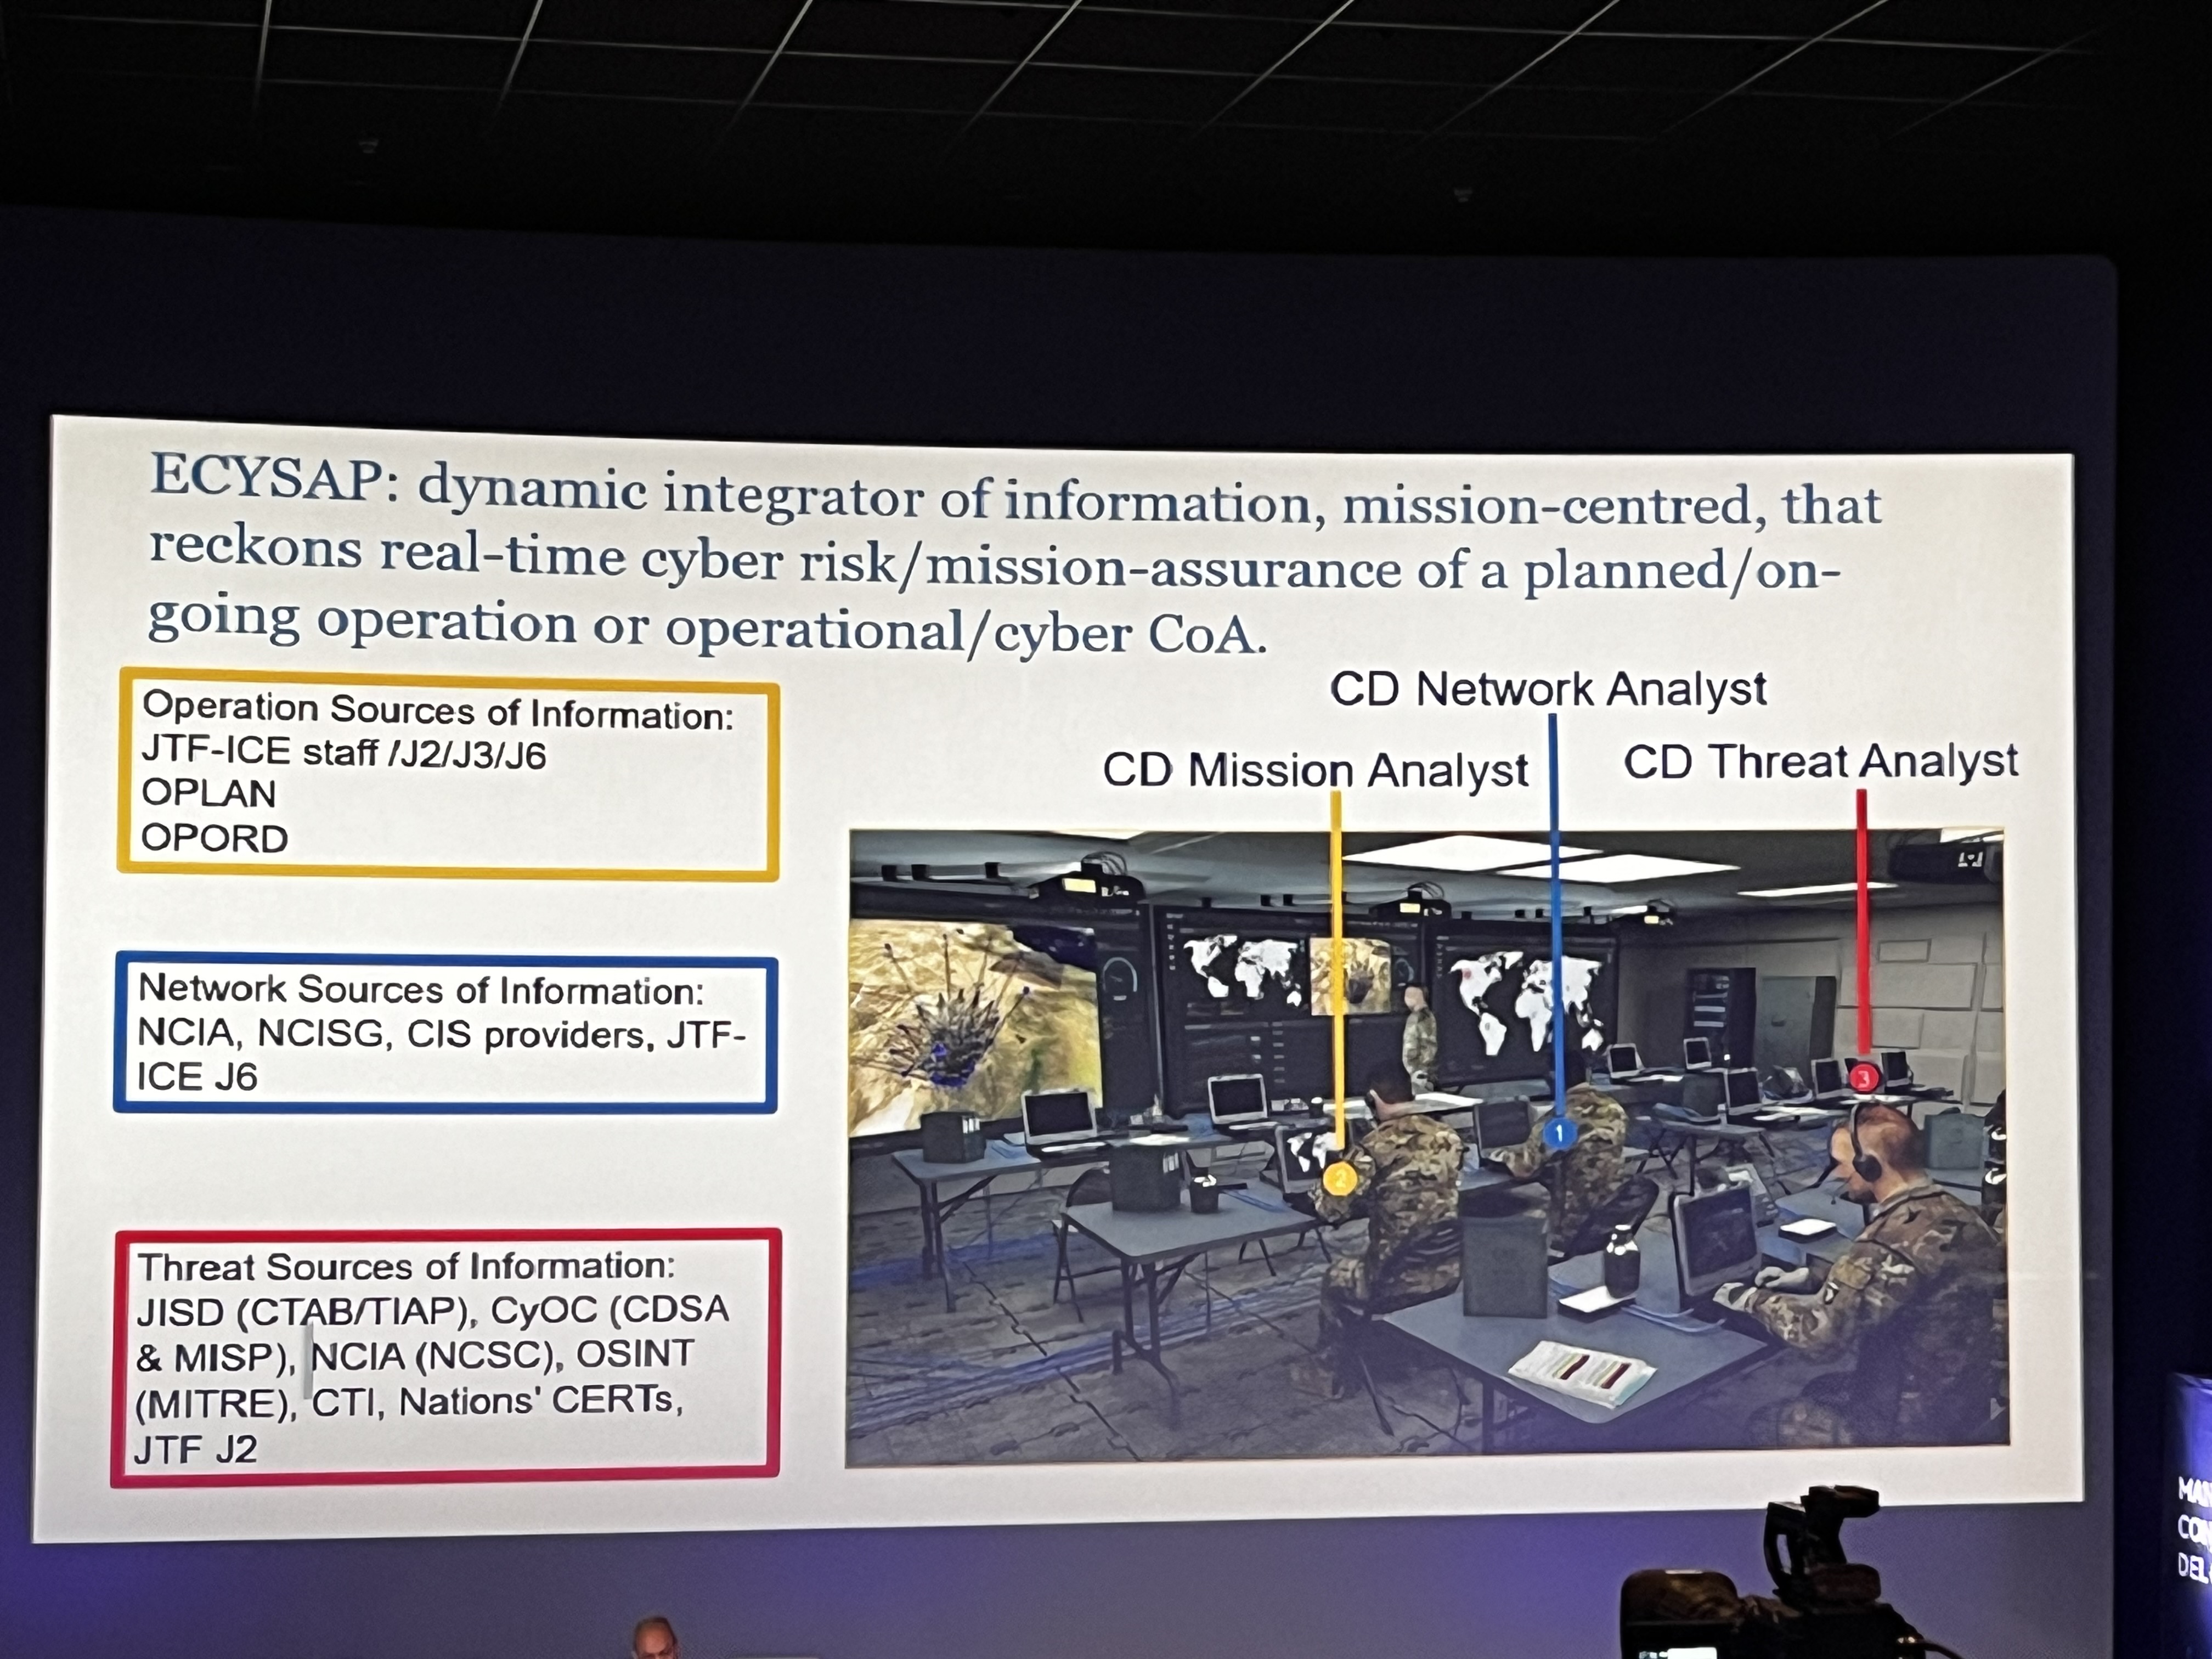 ECYSAP: dynamic integrator of information, mission-centred, that
reckons real-time cyber risk/mission-assurance of a planned/on-
going operation or operational/cyber CoA.
Operation Sources of Information:
JTF-ICE staff /J2/J3/J6
OPLAN
OPORD
Network Sources of Information:
NCIA, NCISG, CIS providers, JTF-
ICE J6
Threat Sources of Information:
JISD (CTAB/TIAP), CyOC (CDSA
& MISP), NCIA (NCSC), OSINT
(MITRE), CTI, Nations' CERTs,
JTF J2
CD Network Analyst
CD Mission Analyst
CD Threat Analyst
2
1
3
DEL